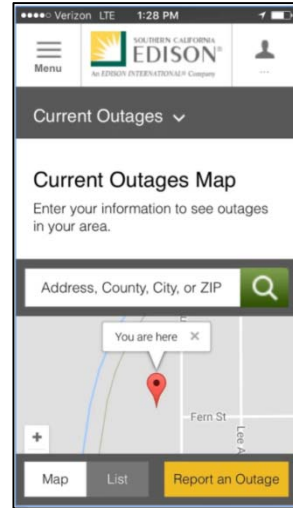 Verizon LTE 1:28 PM
Menu
SOUTHERN CALIFORNIA
EDISON®
An EDISON INTERNATIONAL® Company
...
Current Outages
Current Outages Map
Enter your information to see outages
in your area.
Address, County, City, or ZIP
You are here ×
Fern St
Lee A
+
Map
List
Report an Outage